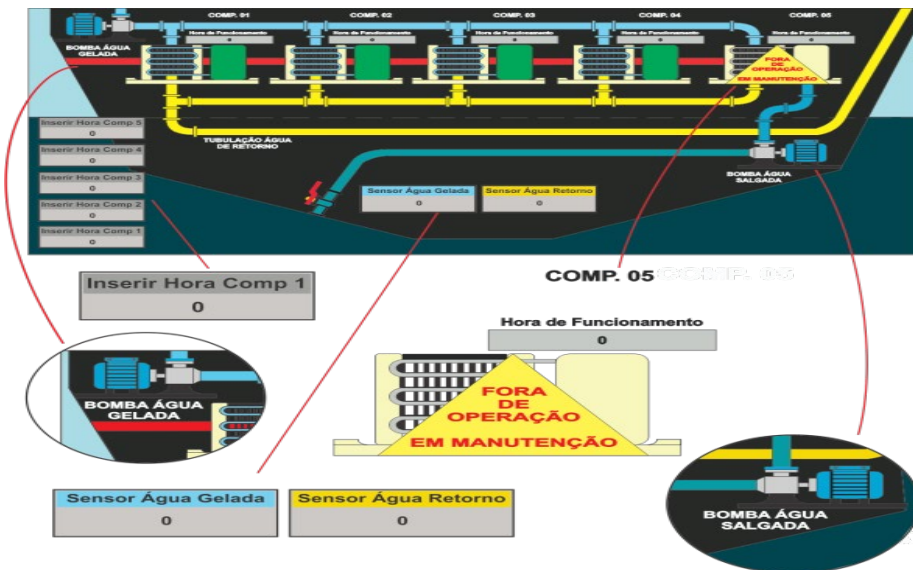 COMP. 01
COMP. 02
COMP. 03
COMP. 04
COMP. 05
Hora de Funcionamento
0
Hora de Funcionamento
0
Hora de Funcionamento
0
Hora de Funcionamento
0
Hora de Funcionamento
0
BOMBA ÁGUA
GELADA
FORA
DE
OPERAÇÃO
EM MANUTENÇÃO
Inserir Hora Comp 5
0
Inserir Hora Comp 4
0
Inserir Hora Comp 3
0
Inserir Hora Comp 2
0
Inserir Hora Comp 1
0
TUBULAÇÃO ÁGUA
DE RETORNO
BOMBA ÁGUA
SALGADA
Sensor Água Gelada
0
Sensor Água Retorno
0
Inserir Hora Comp 1
0
COMP. 05
COMP. 05
Hora de Funcionamento
0
FORA
DE
OPERAÇÃO
EM MANUTENÇÃO
BOMBA ÁGUA
GELADA
Sensor Água Gelada
0
Sensor Água Retorno
0
BOMBA ÁGUA
SALGADA